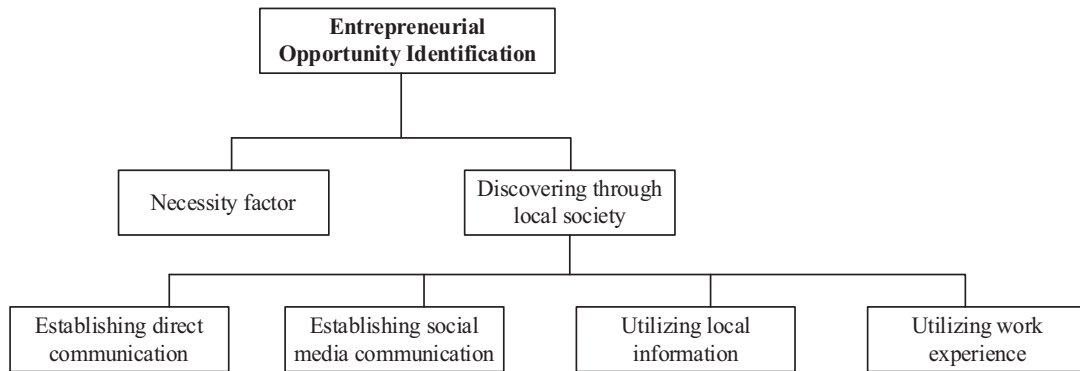 Entrepreneurial
Opportunity Identification
Necessity factor
Discovering through
local society
Establishing direct
communication
Establishing social
media communication
Utilizing local
information
Utilizing work
experience